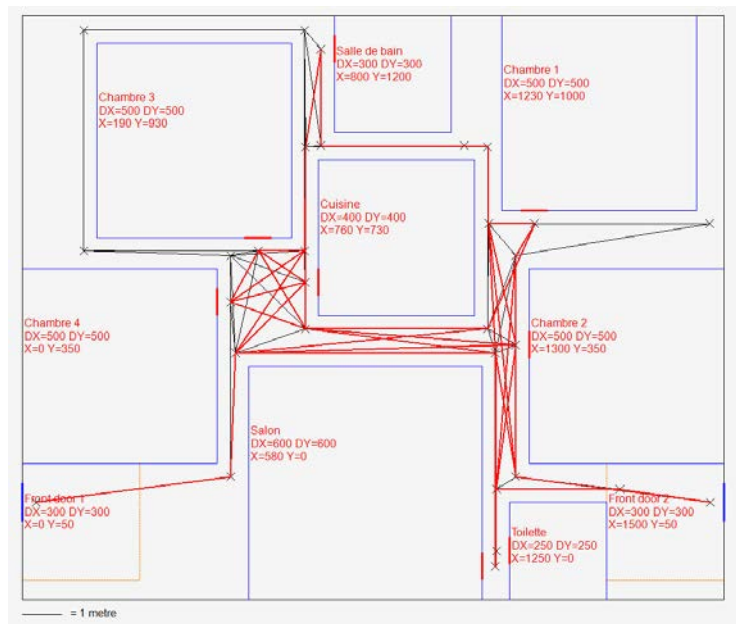 Salle de bain
DX=300 DY=300
X=800 Y=1200
Chambre 1
DX=500 DY=500
X=1230 Y=1000
Chambre 3
DX=500 DY=500
X=190 Y=930
Cuisine
DX=400 DY=400
X=760 Y=730
Chambre 4
DX=500 DY=500
X=0 Y=350
Chambre 2
DX=500 DY=500
X=1300 Y=350
Salon
DX=600 DY=600
X=580 Y=0
Front door 1
DX=300 DY=300
X=0 Y=50
Front door 2
DX=300 DY=300
X=1500 Y=50
Toilette
DX=250 DY=250
X=1250 Y=0
= 1 metre